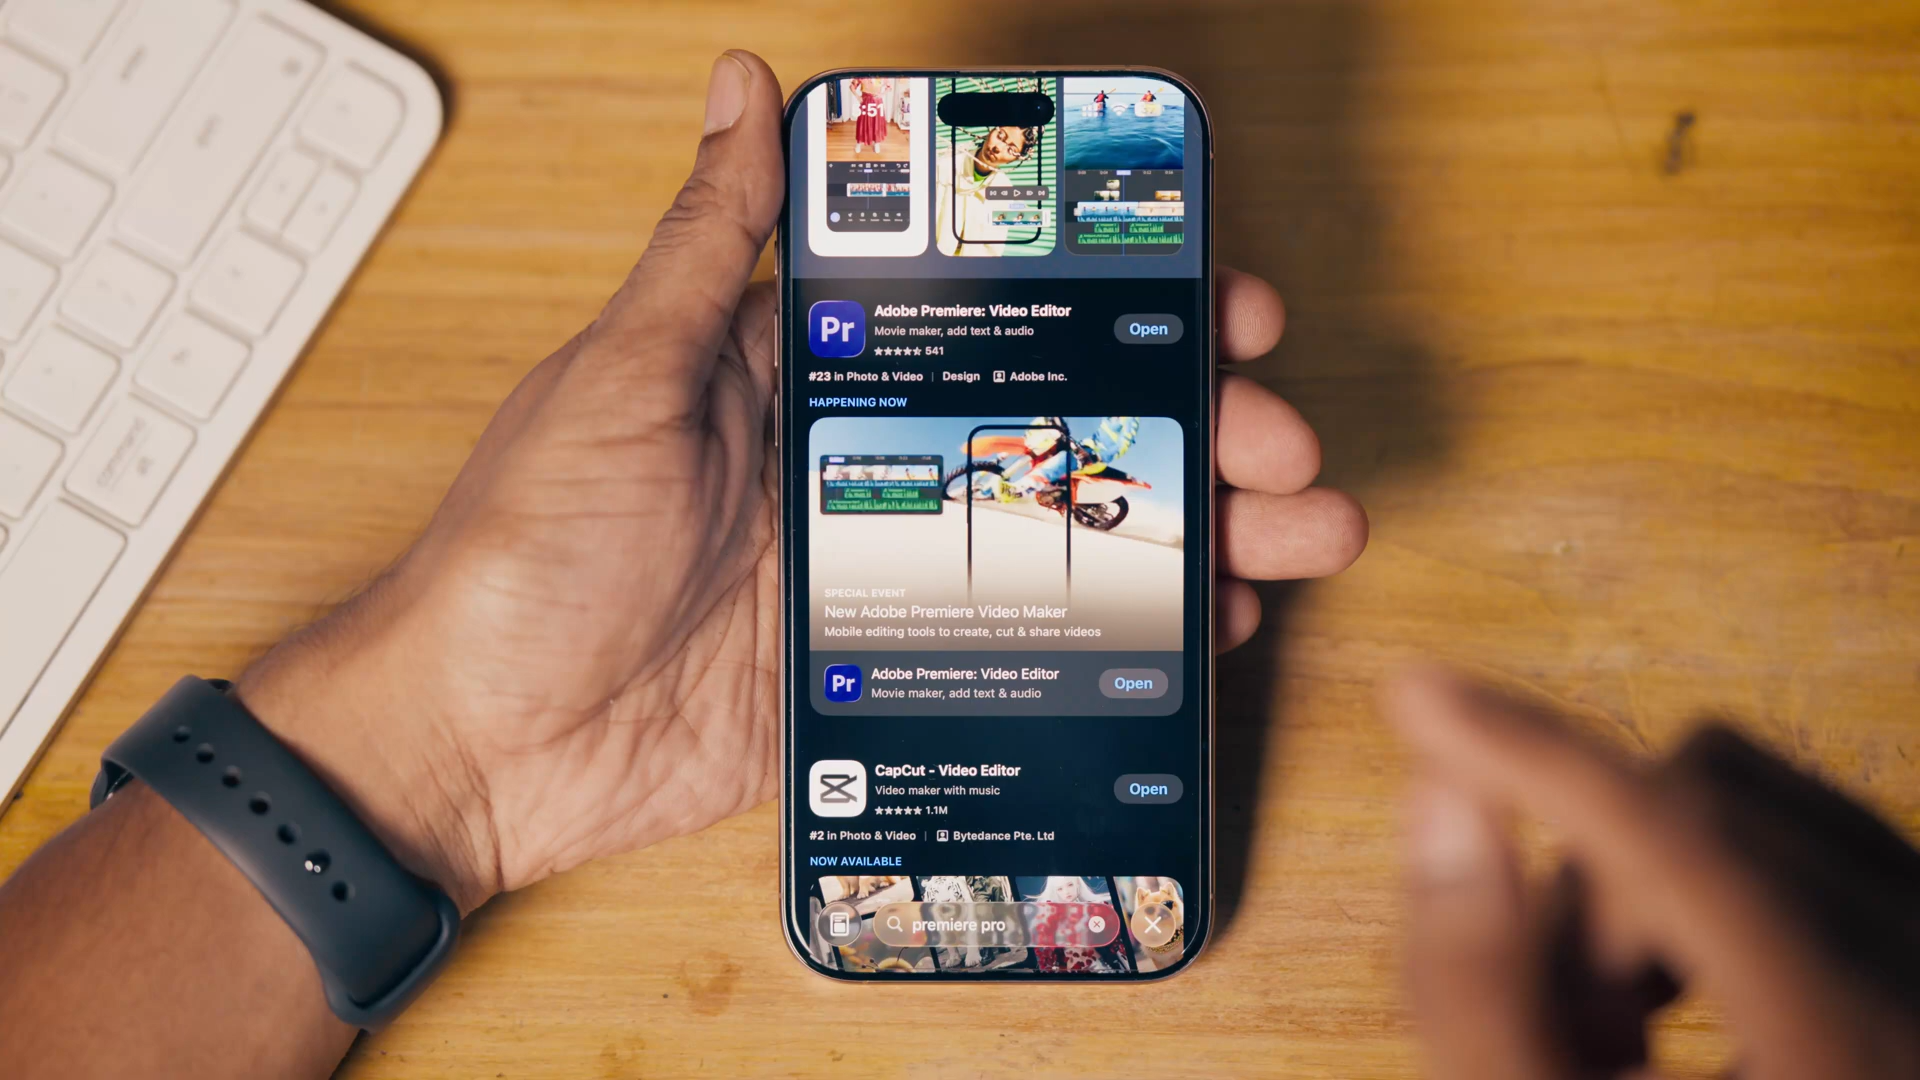 :51
Pr
Adobe Premiere: Video Editor
Movie maker, add text & audio
541
Open
#23 in Photo & Video
Design
Adobe Inc.
HAPPENING NOW
SPECIAL EVENT
New Adobe Premiere Video Maker
Mobile editing tools to create, cut & share videos
Pr
Adobe Premiere: Video Editor
Movie maker, add text & audio
Open
CapCut - Video Editor
Video maker with music
1.1M
Open
#2 in Photo & Video
Bytedance Pte. Ltd
NOW AVAILABLE
premiere pro
command
alt